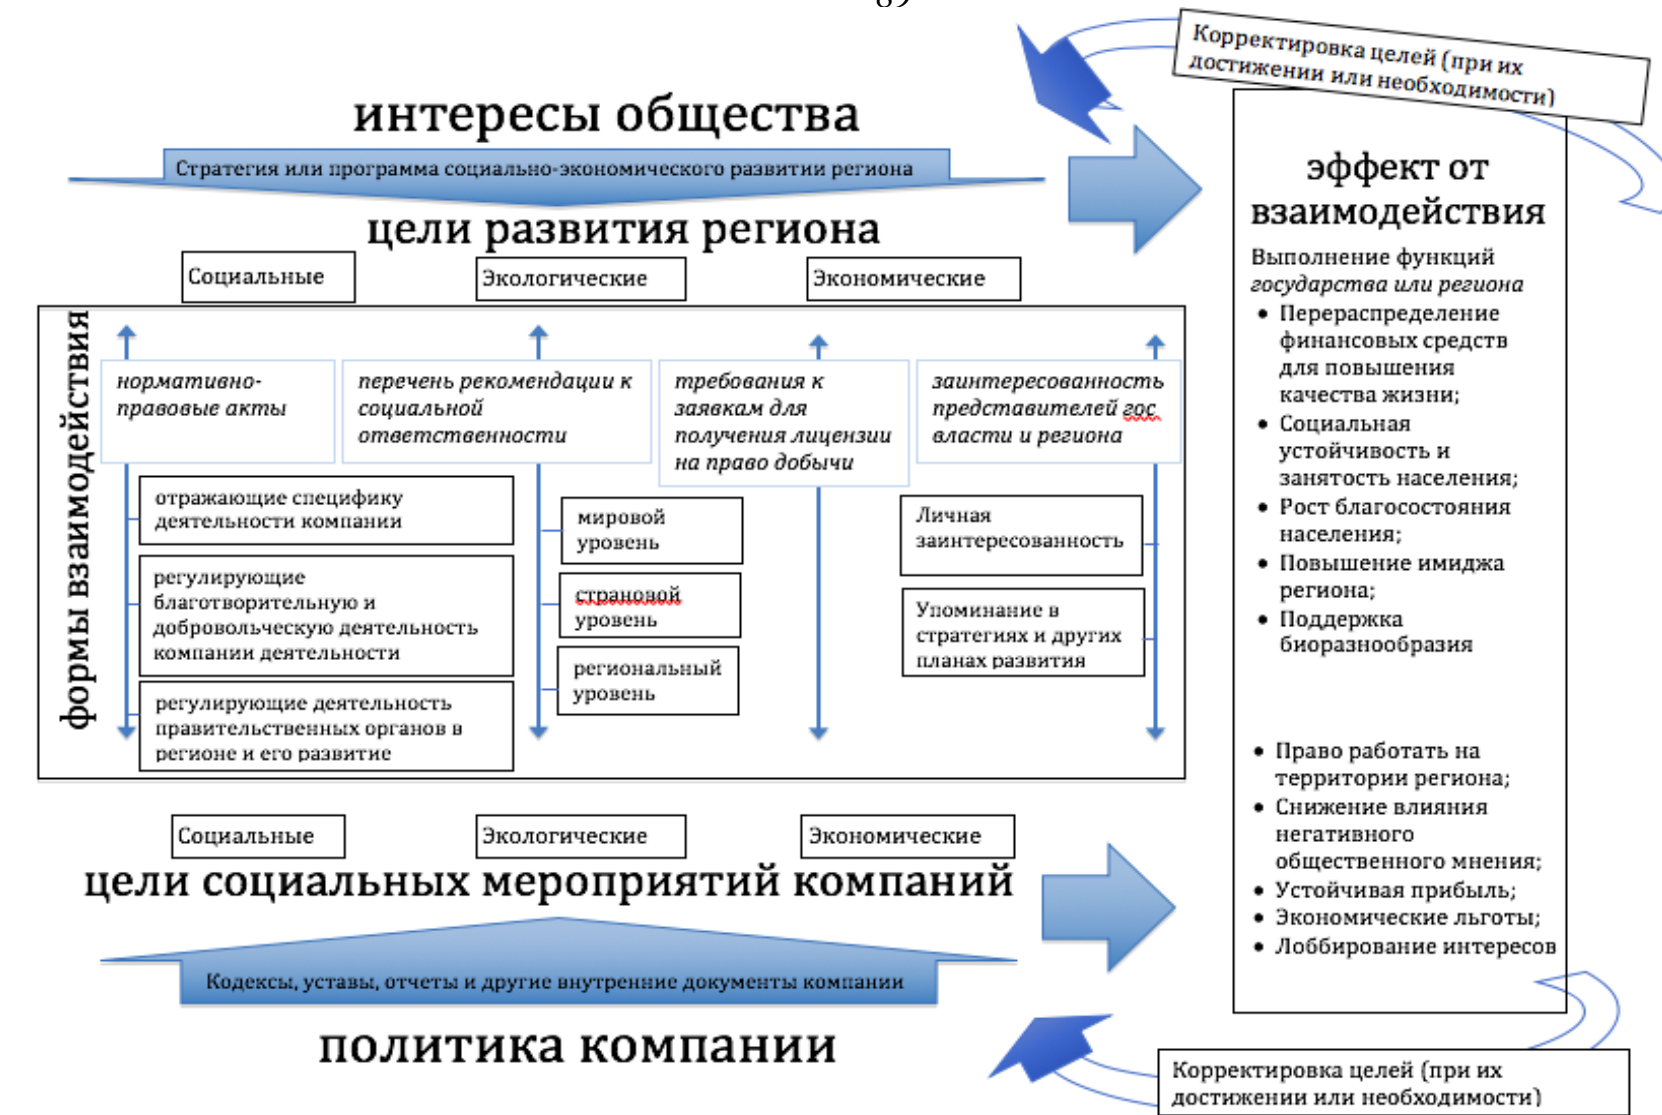 89
Корректировка целей (при их
достижении или необходимости)
интересы общества
Стратегия или программа социально-экономического развитии региона
цели развития региона
Социальные
Экологические
Экономические
формы взаимодействия
нормативно-
правовые акты
перечень рекомендации к
социальной
ответственности
требования к
заявкам для
получения лицензии
на право добычи
заинтересованность
представителей гос
власти и региона
отражающие специфику
деятельности компании
регулирующие
благотворительную и
добровольческую деятельность
компании деятельности
регулирующие деятельность
правительственных органов в
регионе и его развитие
мировой
уровень
страновой
уровень
региональный
уровень
Личная
заинтересованность
Упоминание в
стратегиях и других
планах развития
Социальные
Экологические
Экономические
цели социальных мероприятий компаний
Кодексы, уставы, отчеты и другие внутренние документы компании
политика компании
эффект от
взаимодействия
Выполнение функций
государства или региона
• Перераспределение
финансовых средств
для повышения
качества жизни;
• Социальная
устойчивость и
занятость населения;
• Рост благосостояния
населения;
• Повышение имиджа
региона;
• Поддержка
биоразнообразия
• Право работать на
территории региона;
• Снижение влияния
негативного
общественного мнения;
• Устойчивая прибыль;
• Экономические льготы;
• Лоббирование интересов
Корректировка целей (при их
достижении или необходимости)